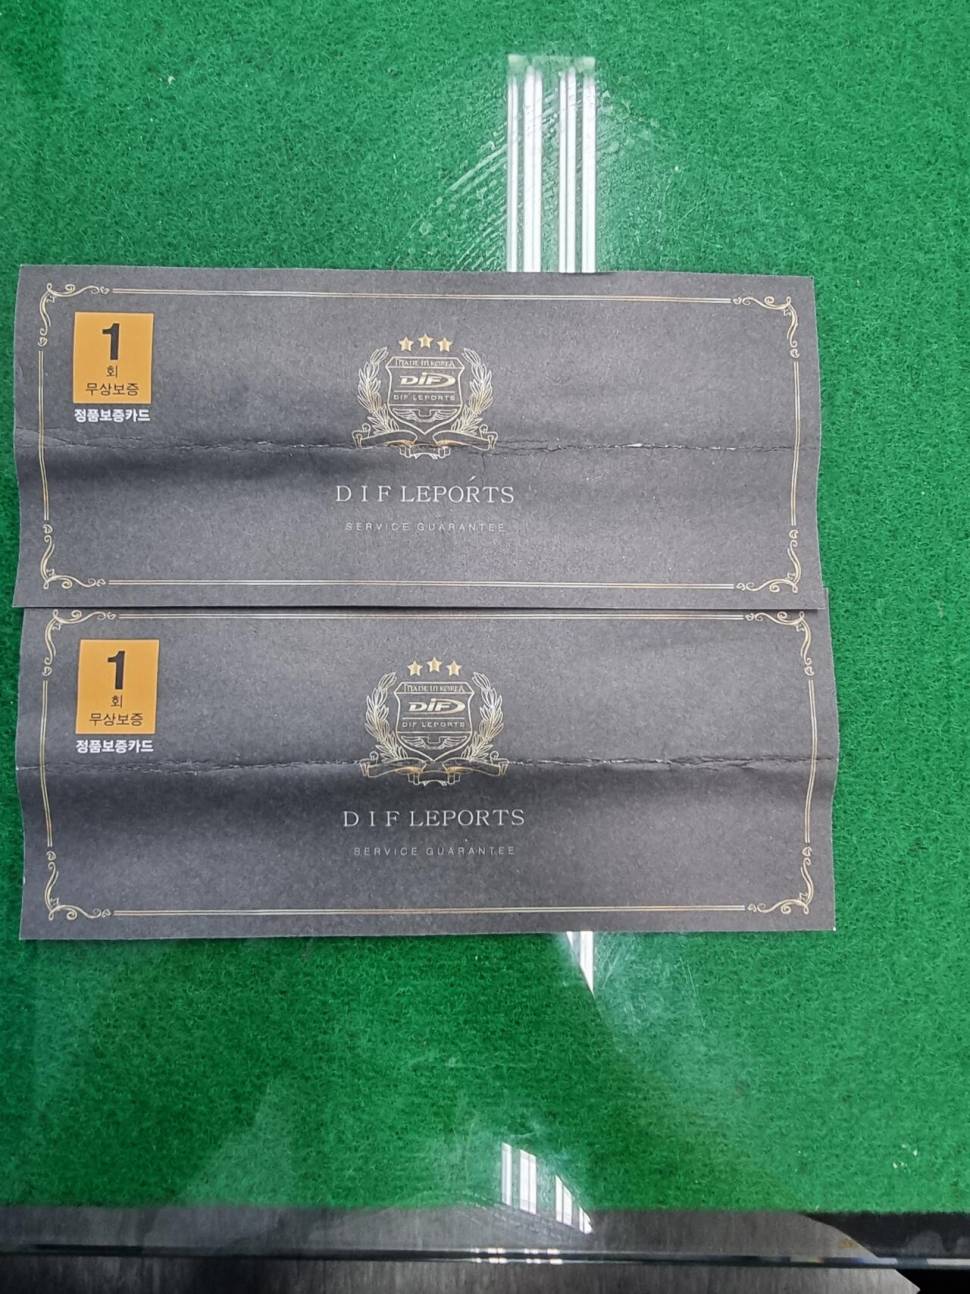 1
회
무상보증
정품보증카드
MADE IN KOREA
DIF
DIF LEPORTS
D I F LEPORTS
SERVICE GUARANTEE
1
회
무상보증
정품보증카드
MADE IN KOREA
DIF
DIF LEPORTS
D I F LEPORTS
SERVICE GUARANTEE